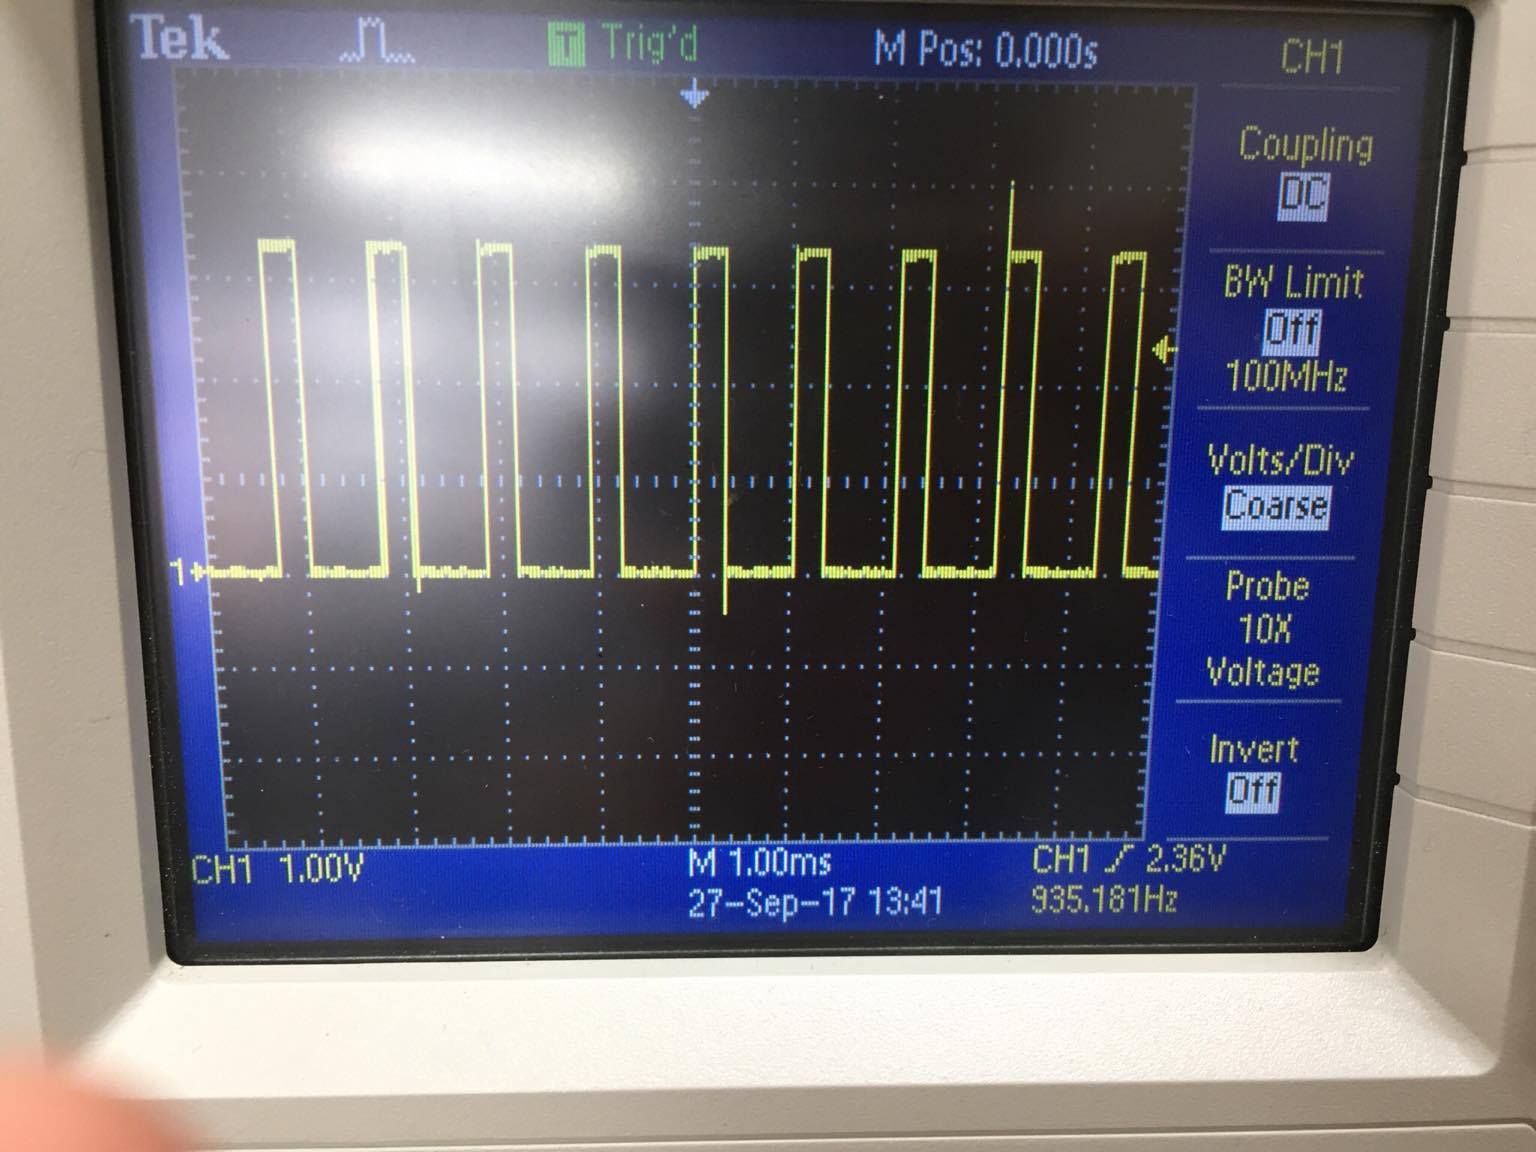 Tek T Trig'd M Pos: 0.000s CH1
Coupling
DC
BW Limit
Off
100MHz
Volts/Div
Coarse
Probe
10X
Voltage
Invert
Off
1
CH1 1.00V M 1.00ms CH1 2.36V
27-Sep-17 13:41 935.181Hz